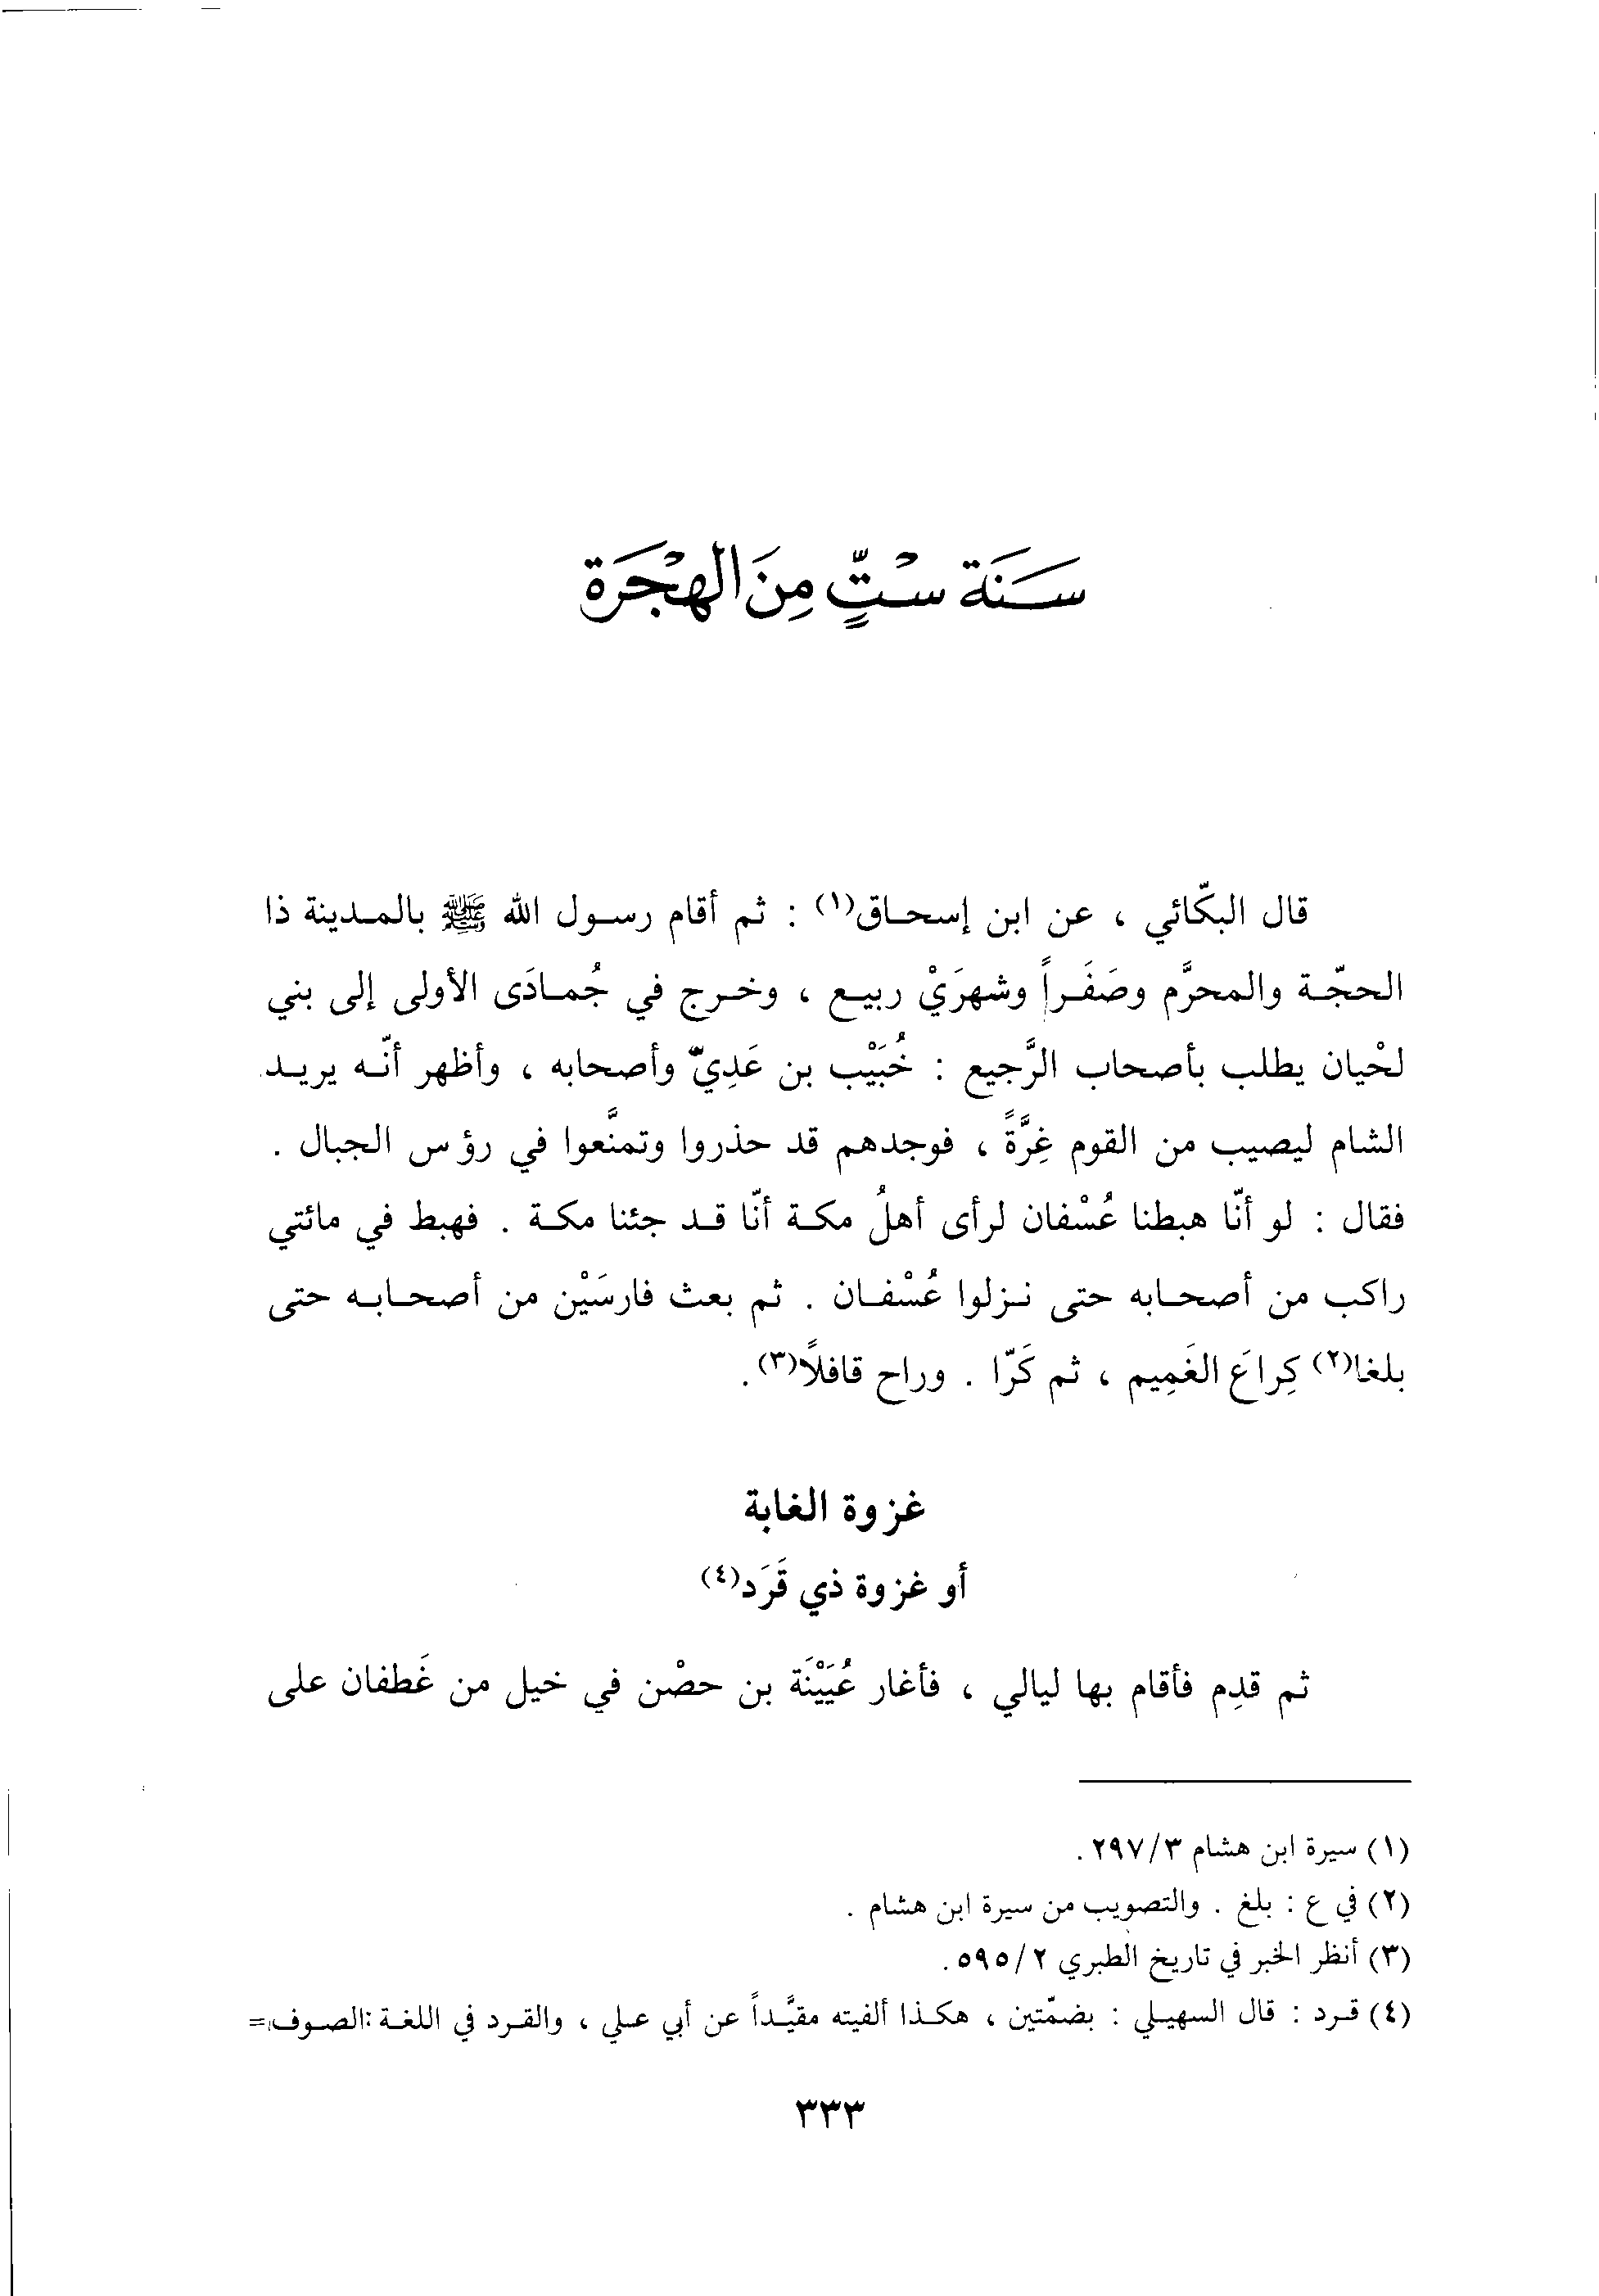 سَنَة سْتٍّ مِنَ الهِجْرَة
قال البكّائي ، عن ابن إسحاق(١) : ثم أقام رسول الله ﷺ بالمدينة ذا
الحجّة والمحرَّم وصَفَراً وشهرَيْ ربيع ، وخرج في جُمادَى الأولى إلى بني
لحْيان يطلب بأصحاب الرَّجيع : خُبَيْب بن عَدِيّ وأصحابه ، وأظهر أنّه يريد
الشام ليصيب من القوم غِرَّةً ، فوجدهم قد حذروا وتمنَّعوا في رؤس الجبال .
فقال : لو أنّا هبطنا عُسْفان لرأى أهلُ مكة أنّا قد جئنا مكة . فهبط في مائتي
راكب من أصحابه حتى نزلوا عُسْفان . ثم بعث فارسَيْن من أصحابه حتى
بلغا(٢) كِراعَ الغَمِيم ، ثم كَرّا . وراح قافلًا(٣) .
غزوة الغابة
أو غزوة ذي قَرَد(٤)
ثم قدِم فأقام بها ليالي ، فأغار عُيَيْنَة بن حصْن في خيل من غَطفان على
(١) سيرة ابن هشام ٢٩٧/٣ .
(٢) في ع : بلغ . والتصويب من سيرة ابن هشام .
(٣) أنظر الخبر في تاريخ الطبري ٥٩٥/٢ .
(٤) قرد : قال السهيلي : بضمّتين ، هكذا ألفيته مقيَّداً عن أبي علي ، والقرد في اللغة : الصوف =
٣٣٣